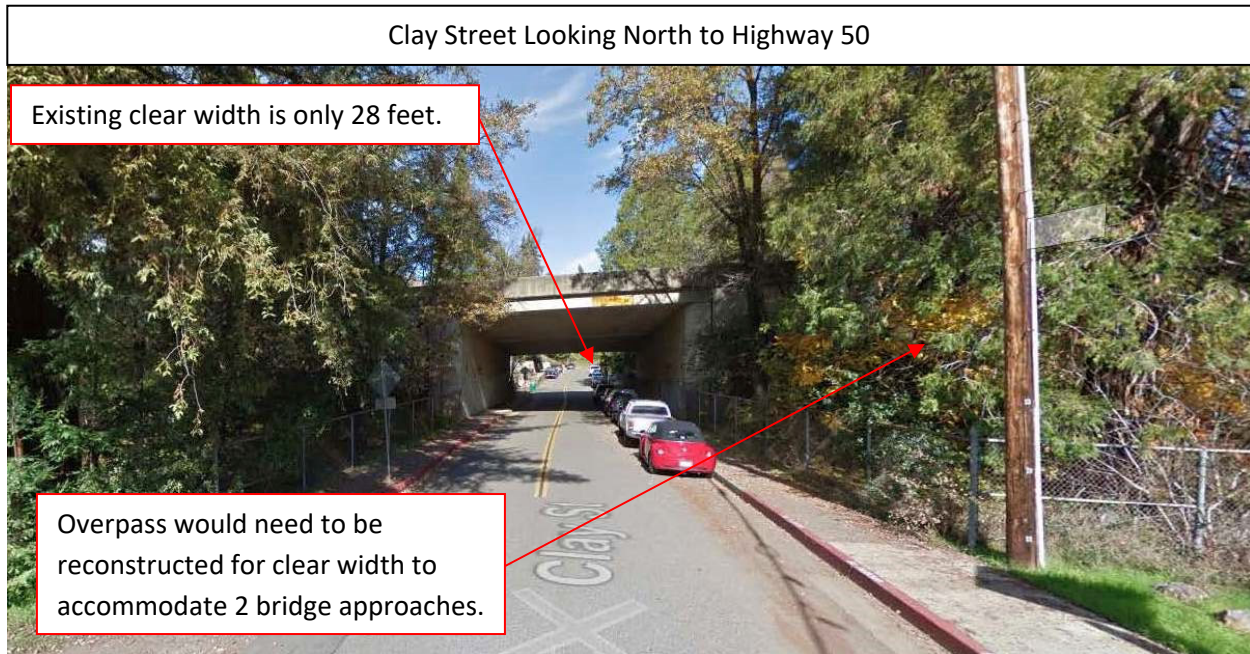 Clay Street Looking North to Highway 50
Existing clear width is only 28 feet.
Overpass would need to be
reconstructed for clear width to
accommodate 2 bridge approaches.
Clay St